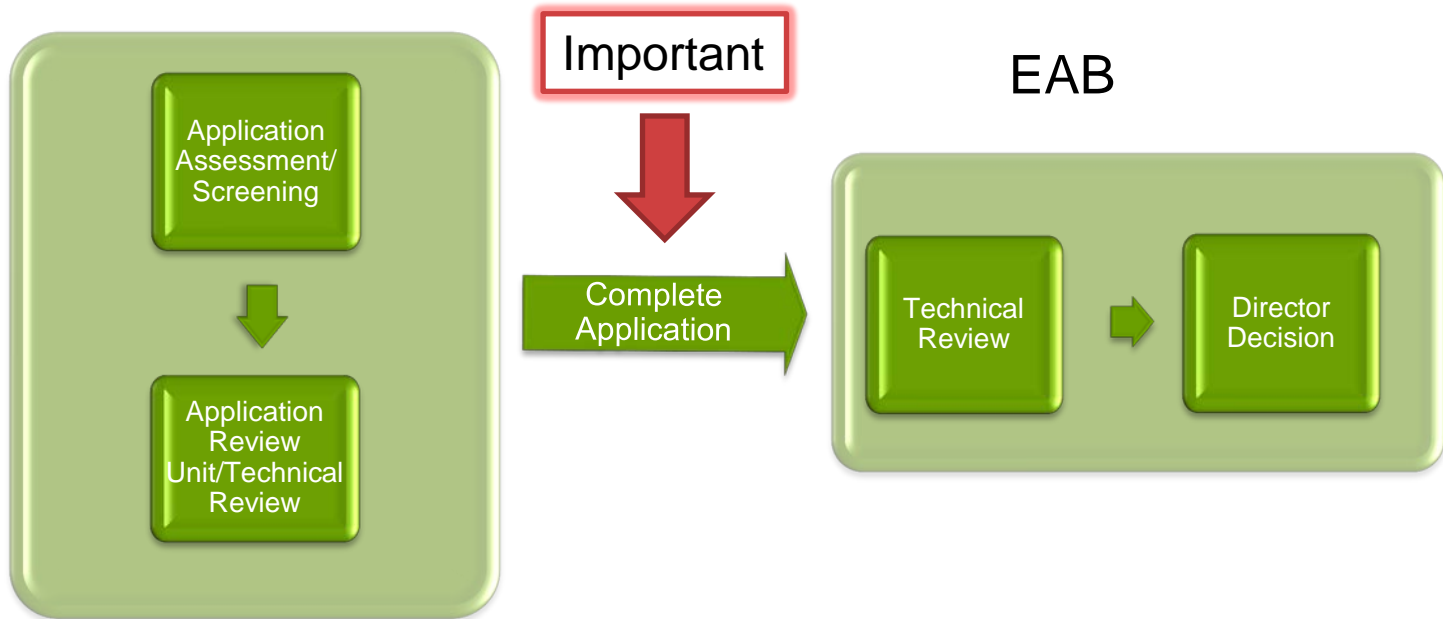 Application
Assessment/
Screening
Application
Review
Unit/Technical
Review
Important
Complete
Application
EAB
Technical
Review
Director
Decision